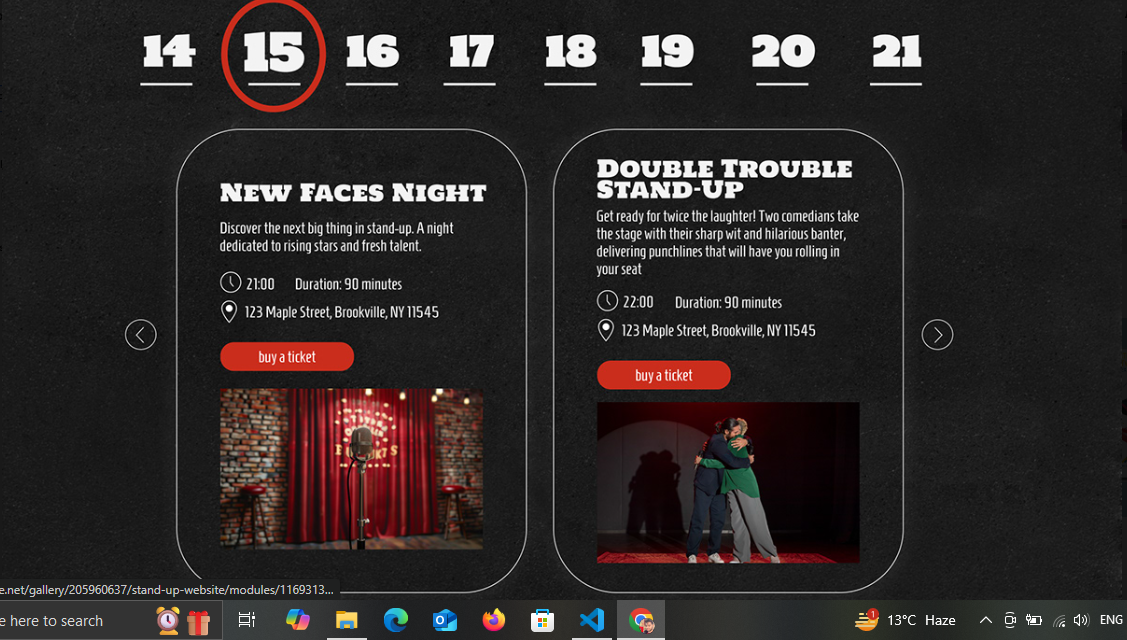 14 15 16 17 18 19 20 21
New Faces Night
Discover the next big thing in stand-up. A night
dedicated to rising stars and fresh talent.
21:00 Duration: 90 minutes
123 Maple Street, Brookville, NY 11545
buy a ticket
Double Trouble
Stand-Up
Get ready for twice the laughter! Two comedians take
the stage with their sharp wit and hilarious banter,
delivering punchlines that will have you rolling in
your seat
22:00 Duration: 90 minutes
123 Maple Street, Brookville, NY 11545
buy a ticket
e.net/gallery/205960637/stand-up-website/modules/1169313...
e here to search
1
13°C Haze
ENG